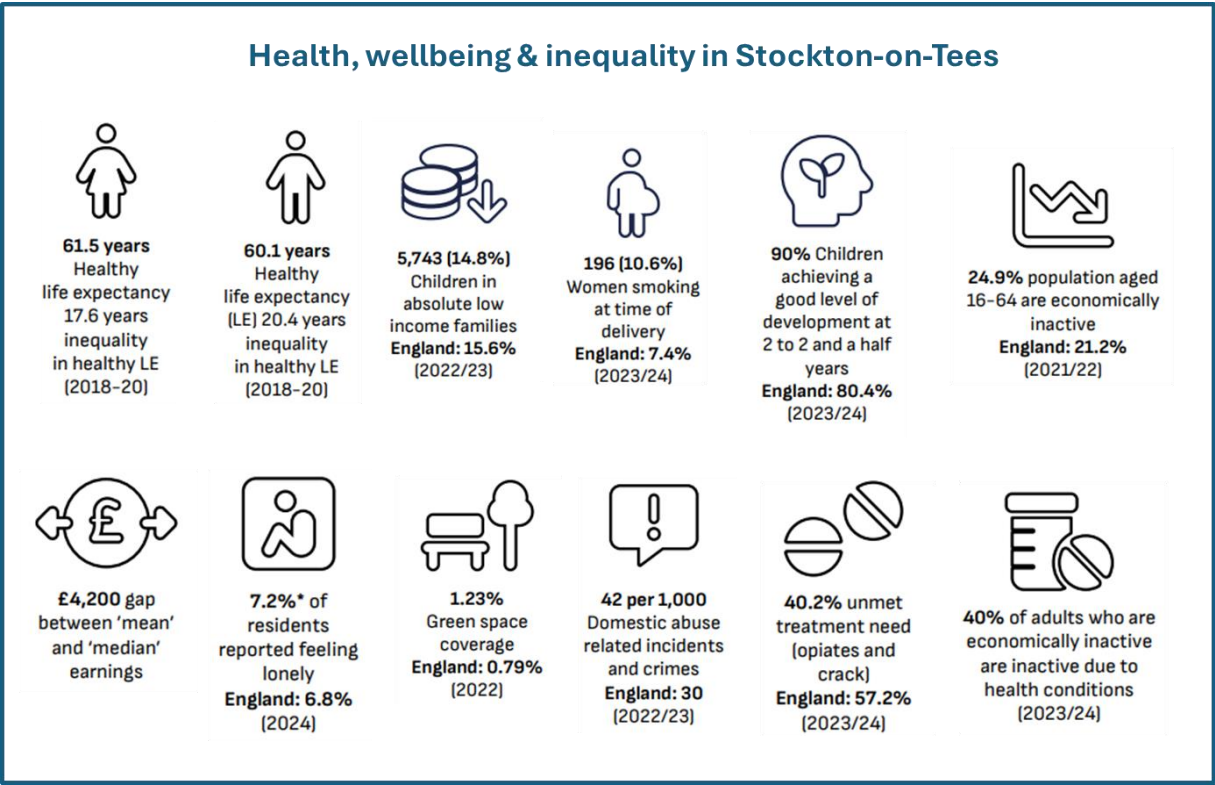 Health, wellbeing & inequality in Stockton-on-Tees
61.5 years
Healthy
life expectancy
17.6 years
inequality
in healthy LE
(2018-20)
60.1 years
Healthy
life expectancy
(LE) 20.4 years
inequality
in healthy LE
(2018-20)
5,743 (14.8%)
Children in
absolute low
income families
England: 15.6%
(2022/23)
196 (10.6%)
Women smoking
at time of
delivery
England: 7.4%
(2023/24)
90% Children
achieving a
good level of
development at
2 to 2 and a half
years
England: 80.4%
(2023/24)
24.9% population aged
16-64 are economically
inactive
England: 21.2%
(2021/22)
£
£4,200 gap
between ‘mean’
and ‘median’
earnings
7.2%* of
residents
reported feeling
lonely
England: 6.8%
(2024)
1.23%
Green space
coverage
England: 0.79%
(2022)
!
42 per 1,000
Domestic abuse
related incidents
and crimes
England: 30
(2022/23)
40.2% unmet
treatment need
(opiates and
crack)
England: 57.2%
(2023/24)
40% of adults who are
economically inactive
are inactive due to
health conditions
(2023/24)